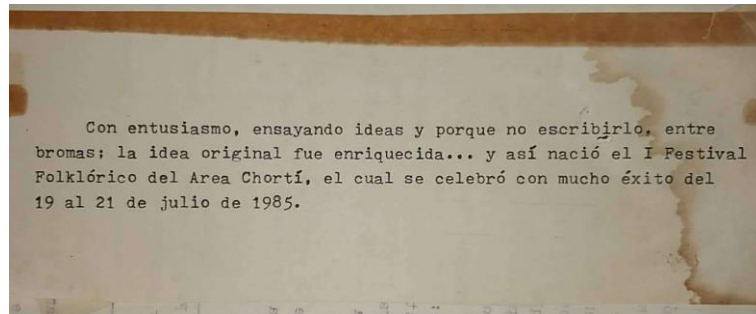 Con entusiasmo, ensayando ideas y porque no escribirlo, entre
bromas; la idea original fue enriquecida... y así nació el I Festival
Folklórico del Area Chortí, el cual se celebró con mucho éxito del
19 al 21 de julio de 1985.